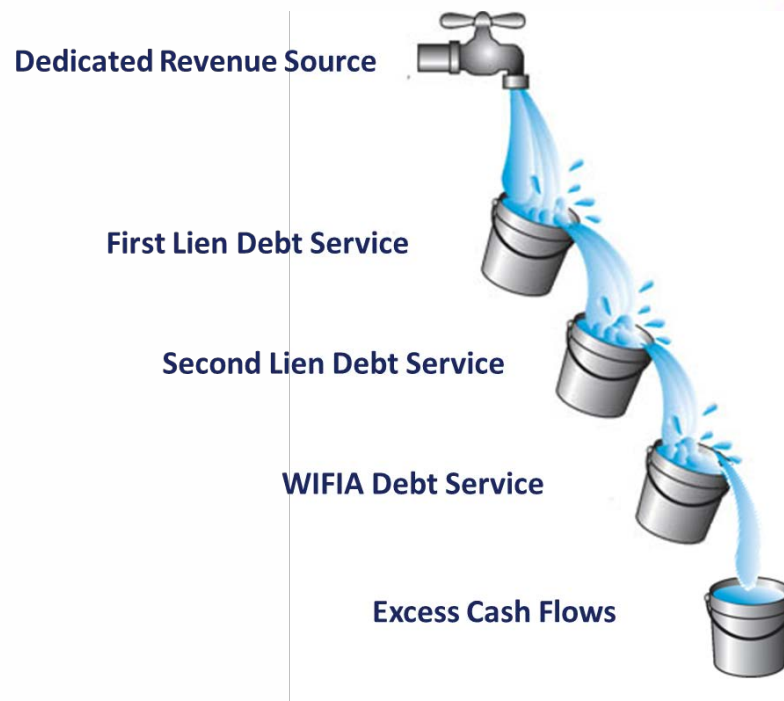 Dedicated Revenue Source
First Lien Debt Service
Second Lien Debt Service
WIFIA Debt Service
Excess Cash Flows